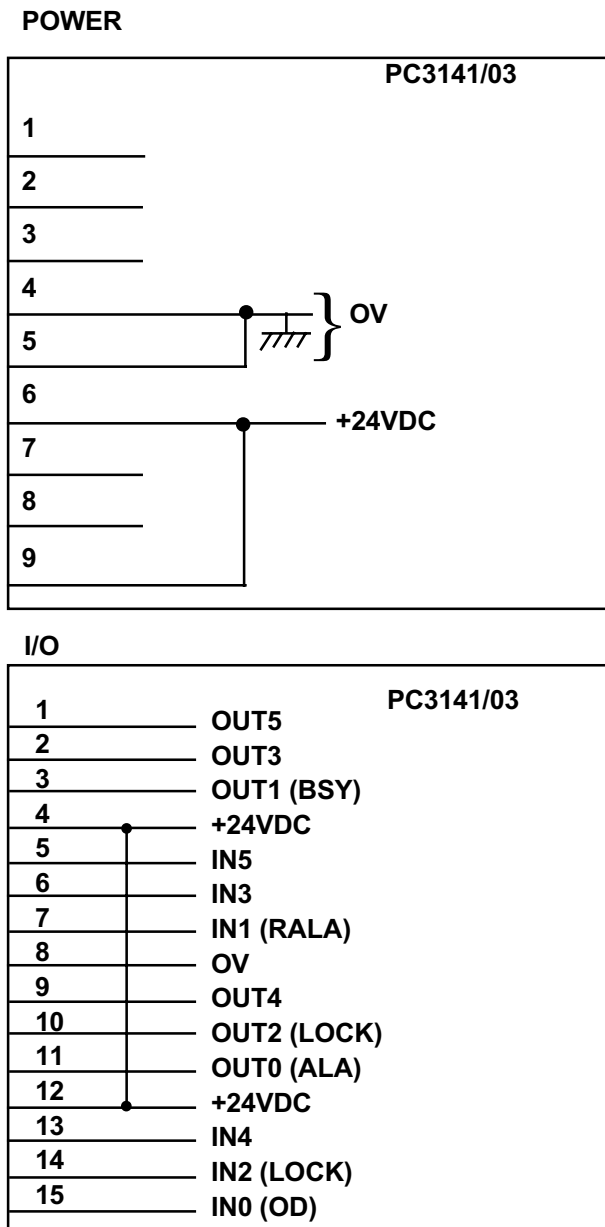 POWER
PC3141/03
1
2
3
4
OV
5
6
+24VDC
7
8
9
I/O
PC3141/03
1 OUT5
2 OUT3
3 OUT1 (BSY)
4 +24VDC
5 IN5
6 IN3
7 IN1 (RALA)
8 OV
9 OUT4
10 OUT2 (LOCK)
11 OUT0 (ALA)
12 +24VDC
13 IN4
14 IN2 (LOCK)
15 IN0 (OD)